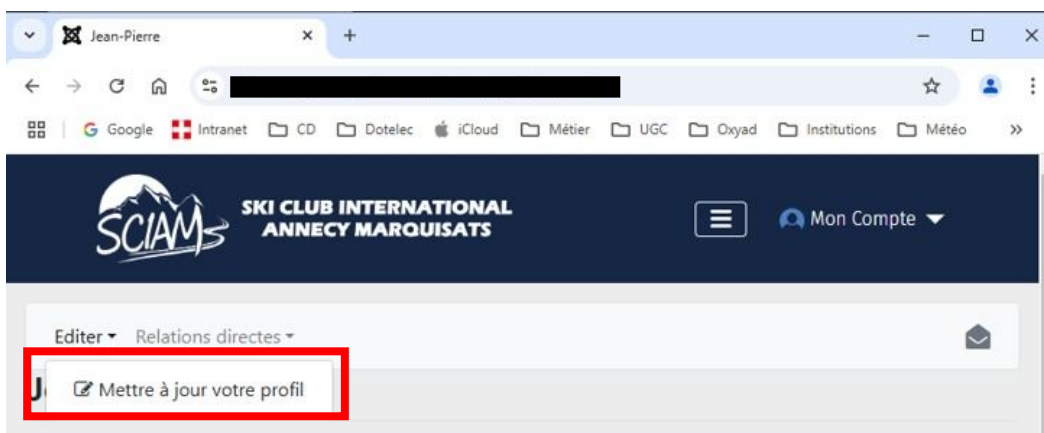 Jean-Pierre
Google Intranet CD Dotelec iCloud Métier UGC Oxyad Institutions Météo
SCIAMs
SKI CLUB INTERNATIONAL
ANNECY MARQUISATS
Mon Compte
Editer Relations directes
Mettre à jour votre profil